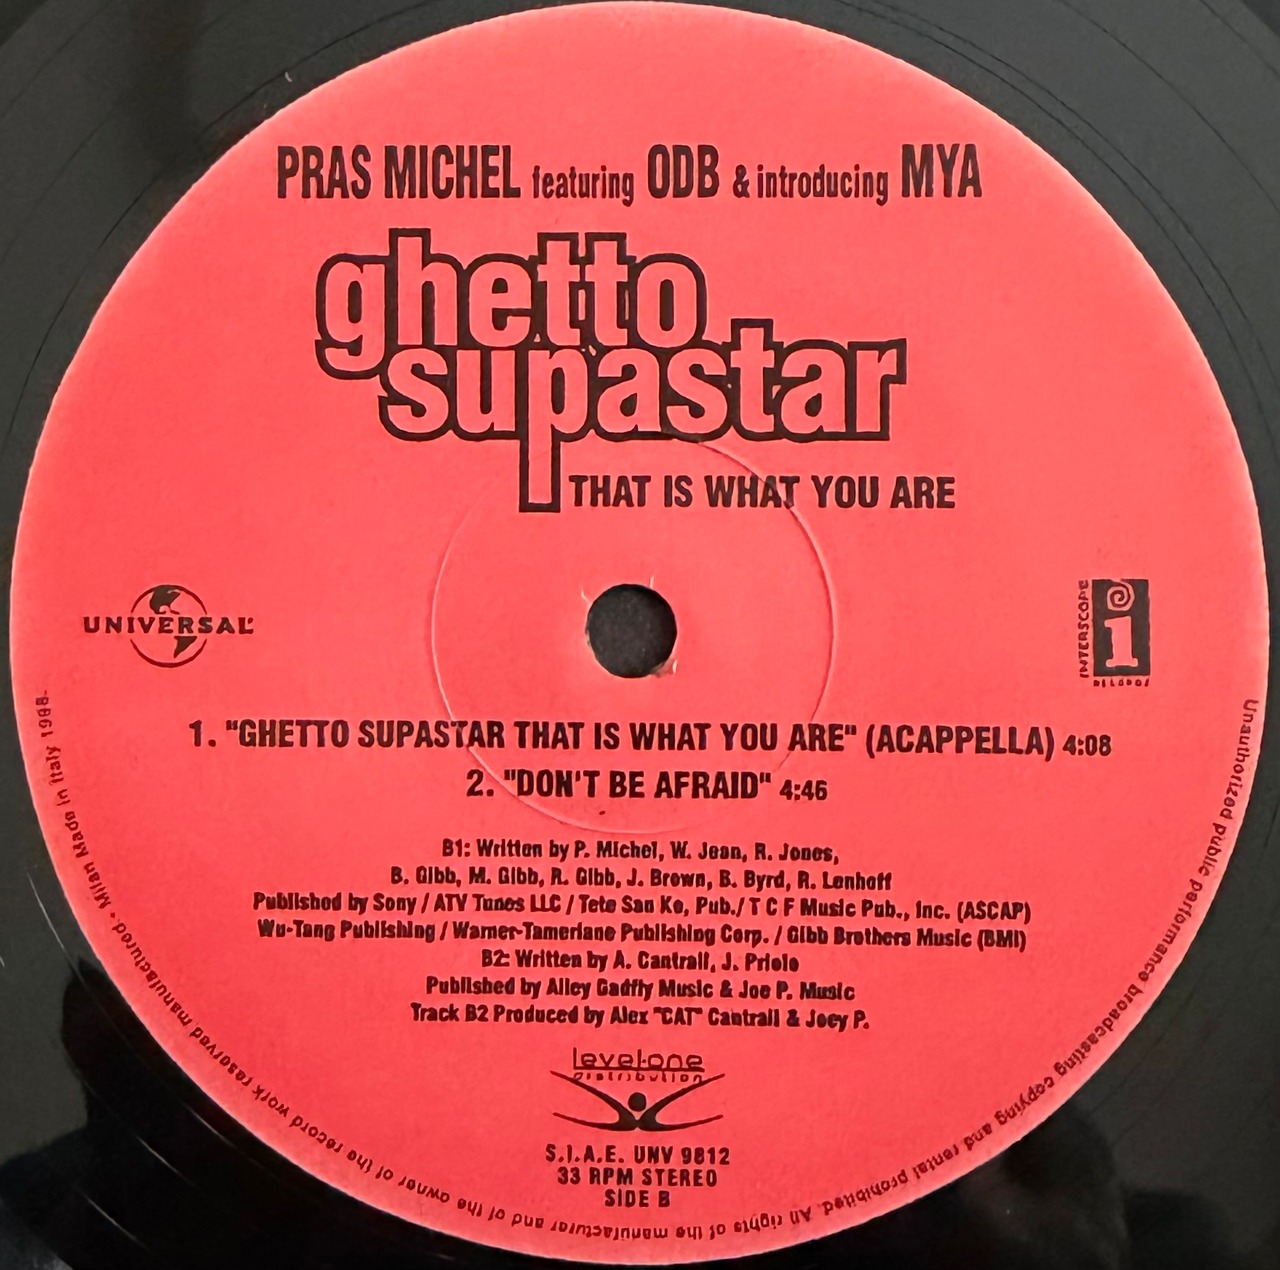 PRAS MICHEL featuring ODB & introducing MYA
ghetto
supastar
THAT IS WHAT YOU ARE
UNIVERSAL
INTERSCOPE
i
RECORDS
1. "GHETTO SUPASTAR THAT IS WHAT YOU ARE" (ACAPPELLA) 4:08
2. "DON'T BE AFRAID" 4:46
B1: Written by P. Michel, W. Jean, R. Jones,
B. Gibb, M. Gibb, R. Gibb, J. Brown, B. Byrd, R. Lenhoff
Published by Sony / ATV Tunes LLC / Tete San Ko, Pub./ T C F Music Pub., Inc. (ASCAP)
Wu-Tang Publishing / Warner-Tamerlane Publishing Corp. / Gibb Brothers Music (BMI)
B2: Written by A. Cantrall, J. Priolo
Published by Alley Gadfly Music & Joe P. Music
Track B2 Produced by Alex "CAT" Cantrall & Joey P.
level·one
distribution
S.I.A.E. UNV 9812
33 RPM STEREO
SIDE B
Unauthorized public performance broadcasting copying and rental prohibited. All rights of the manufacturer and of the owner of the record work reserved manufactured. • Milan Made in Italy 1998-